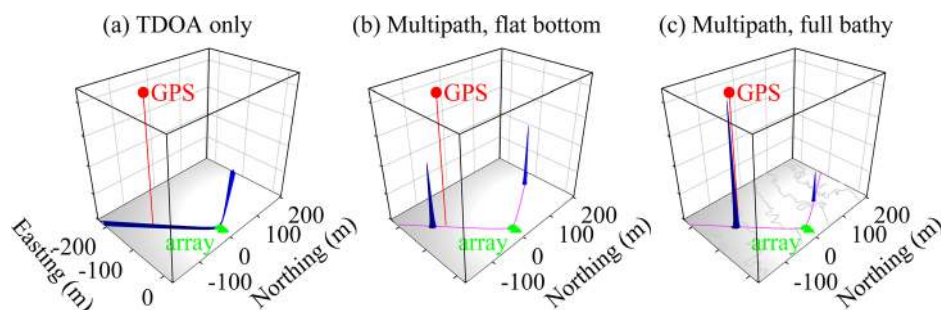 (a) TDOA only
(b) Multipath, flat bottom
(c) Multipath, full bathy
GPS
GPS
GPS
array
array
array
Easting (m)
-200
-100
0
Northing (m)
-100
0
100
200
Northing (m)
-100
0
100
200
Northing (m)
-100
0
100
200